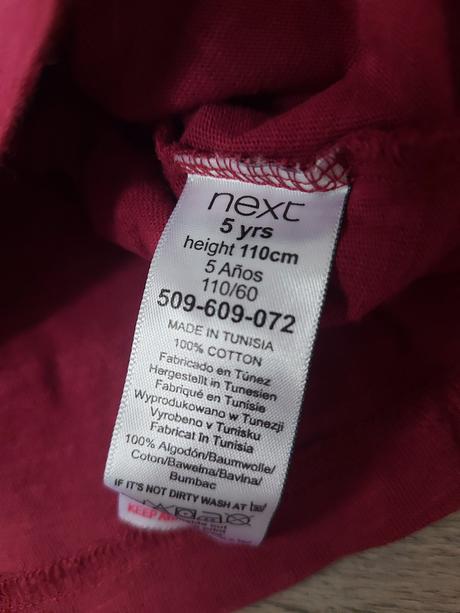 next
5 yrs
height 110cm
5 Años
110/60
509-609-072
MADE IN TUNISIA
100% COTTON
Fabricado en Túnez
Hergestellt in Tunesien
Fabriqué en Tunisie
Wyprodukowano w Tunezji
Vyrobeno v Tunisku
Fabricat In Tunisia
100% Algodón/Baumwolle/
Coton/Bawełna/Bavlna/
Bumbac
IF IT'S NOT DIRTY WASH AT
KEEP